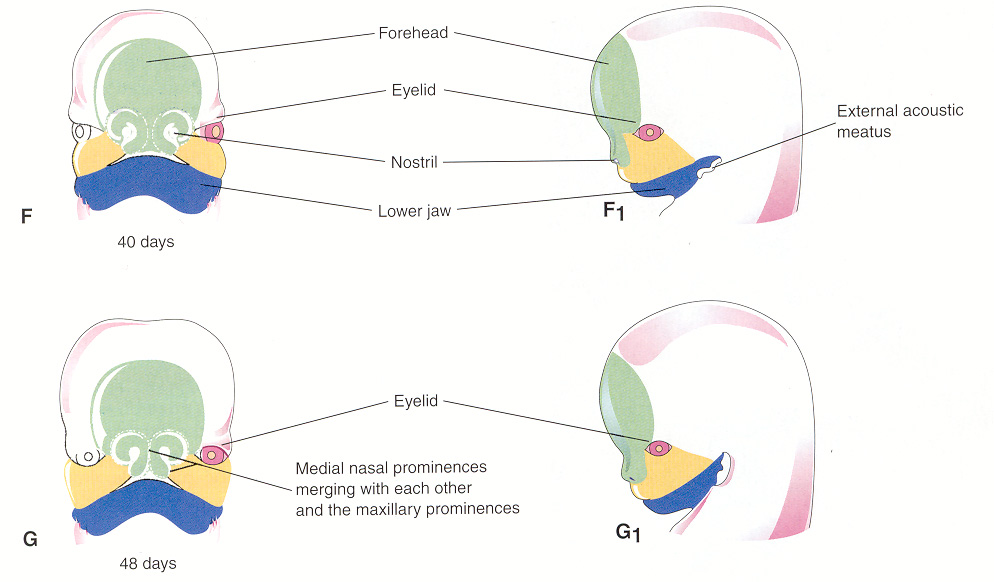 Forehead
Eyelid
External acoustic
meatus
Nostril
Lower jaw
F
F1
40 days
Eyelid
Medial nasal prominences
merging with each other
and the maxillary prominences
G
G1
48 days